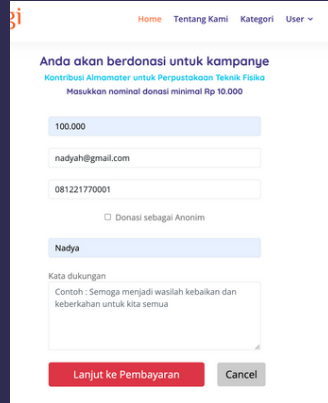 gi
Home Tentang Kami Kategori User
Anda akan berdonasi untuk kampanye
Kontribusi Almamater untuk Perpustakaan Teknik Fisika
Masukkan nominal donasi minimal Rp 10.000
100.000
nadyah@gmail.com
081221770001
Donasi sebagai Anonim
Nadya
Kata dukungan
Contoh : Semoga menjadi wasilah kebaikan dan
keberkahan untuk kita semua
Lanjut ke Pembayaran Cancel